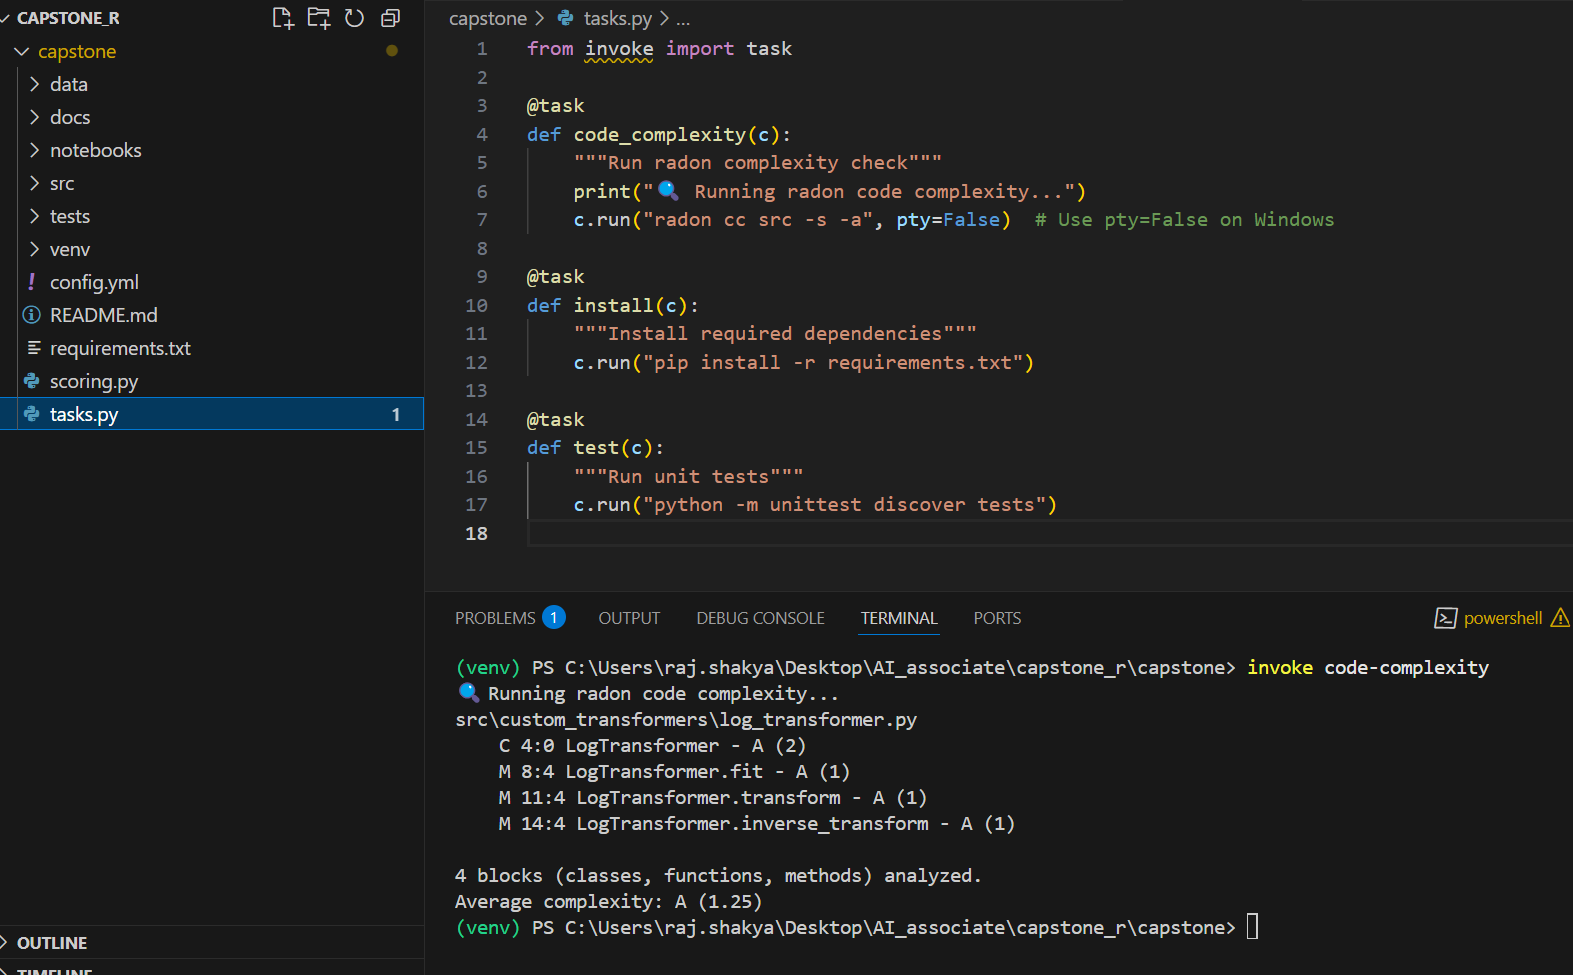 CAPSTONE_R
capstone
data
docs
notebooks
src
tests
venv
config.yml
README.md
requirements.txt
scoring.py
tasks.py 1
OUTLINE
TIMELINE
capstone > tasks.py > ...
1 from invoke import task
2
3 @task
4 def code_complexity(c):
5 """Run radon complexity check"""
6 print("🔍 Running radon code complexity...")
7 c.run("radon cc src -s -a", pty=False) # Use pty=False on Windows
8
9 @task
10 def install(c):
11 """Install required dependencies"""
12 c.run("pip install -r requirements.txt")
13
14 @task
15 def test(c):
16 """Run unit tests"""
17 c.run("python -m unittest discover tests")
18
PROBLEMS 1 OUTPUT DEBUG CONSOLE TERMINAL PORTS powershell
(venv) PS C:\Users\raj.shakya\Desktop\AI_associate\capstone_r\capstone> invoke code-complexity
🔍 Running radon code complexity...
src\custom_transformers\log_transformer.py
C 4:0 LogTransformer - A (2)
M 8:4 LogTransformer.fit - A (1)
M 11:4 LogTransformer.transform - A (1)
M 14:4 LogTransformer.inverse_transform - A (1)
4 blocks (classes, functions, methods) analyzed.
Average complexity: A (1.25)
(venv) PS C:\Users\raj.shakya\Desktop\AI_associate\capstone_r\capstone>